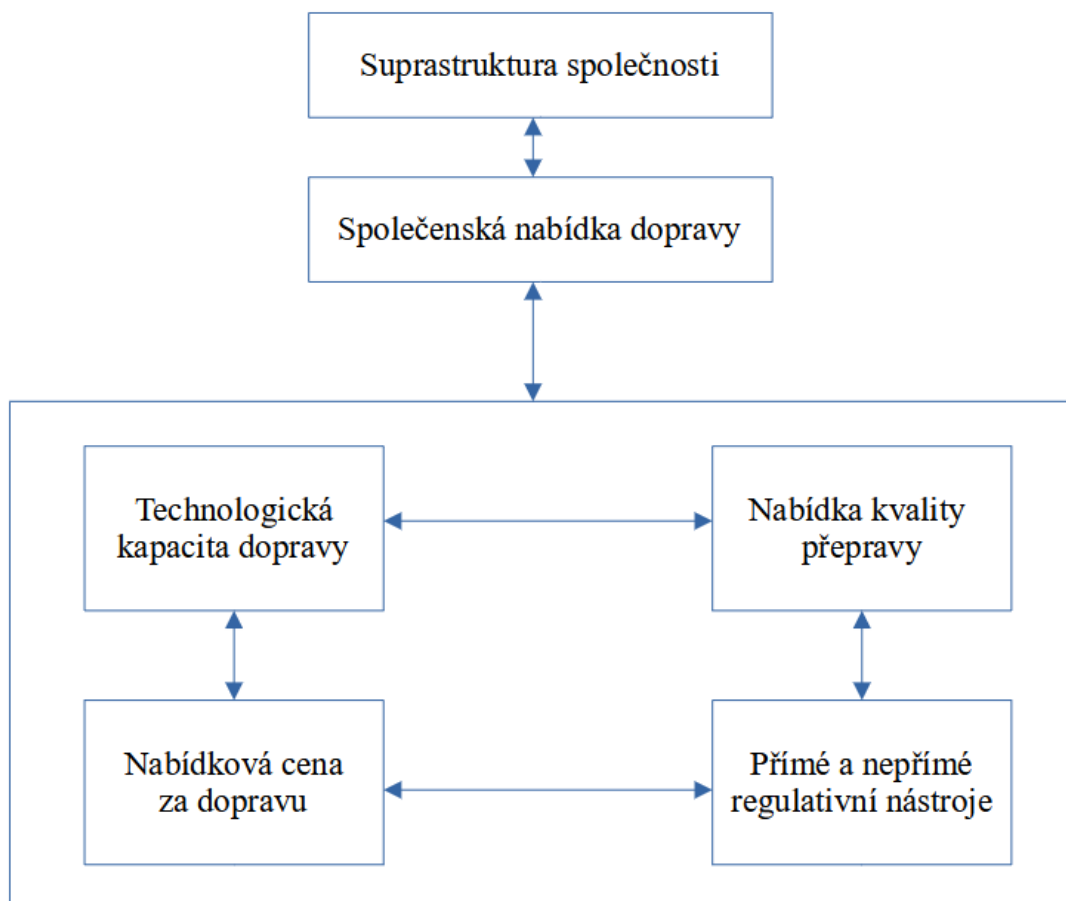 Suprastruktura společnosti
Společenská nabídka dopravy
Technologická
kapacita dopravy
Nabídka kvality
přepravy
Nabídková cena
za dopravu
Přímé a nepřímé
regulativní nástroje